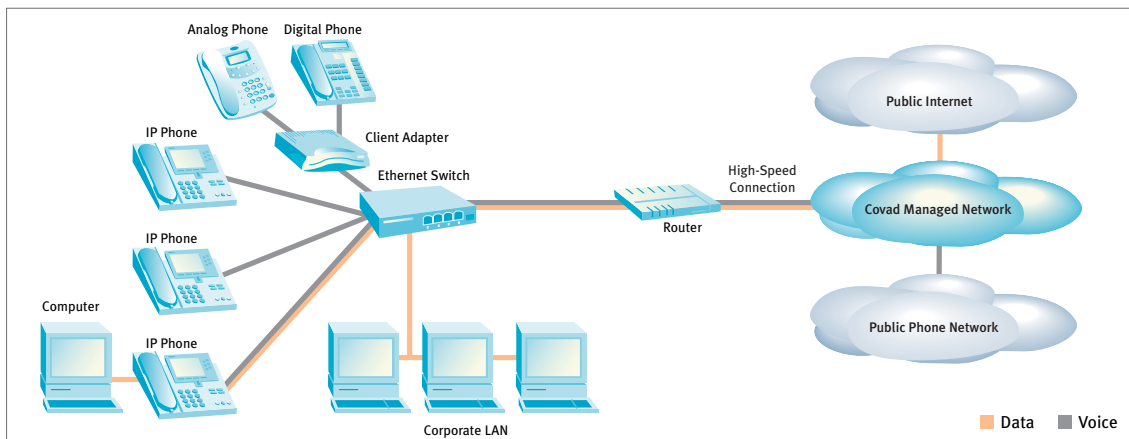 Analog Phone
Digital Phone
IP Phone
Client Adapter
Ethernet Switch
High-Speed
Connection
Router
Public Internet
Covad Managed Network
Public Phone Network
IP Phone
Computer
IP Phone
Corporate LAN
Data
Voice